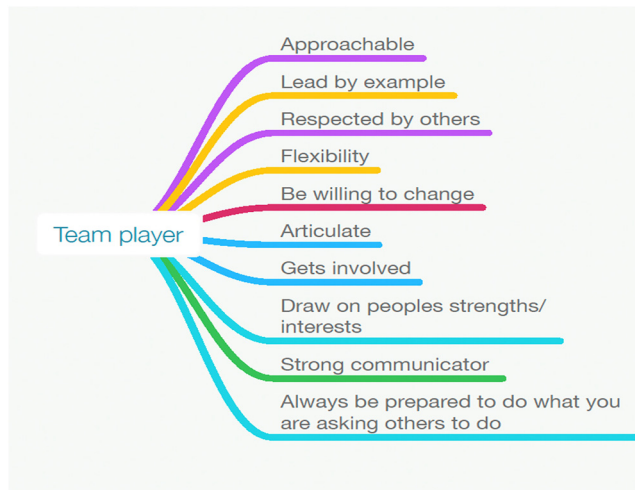 Approachable
Lead by example
Respected by others
Flexibility
Be willing to change
Team player
Articulate
Gets involved
Draw on peoples strengths/
interests
Strong communicator
Always be prepared to do what you
are asking others to do